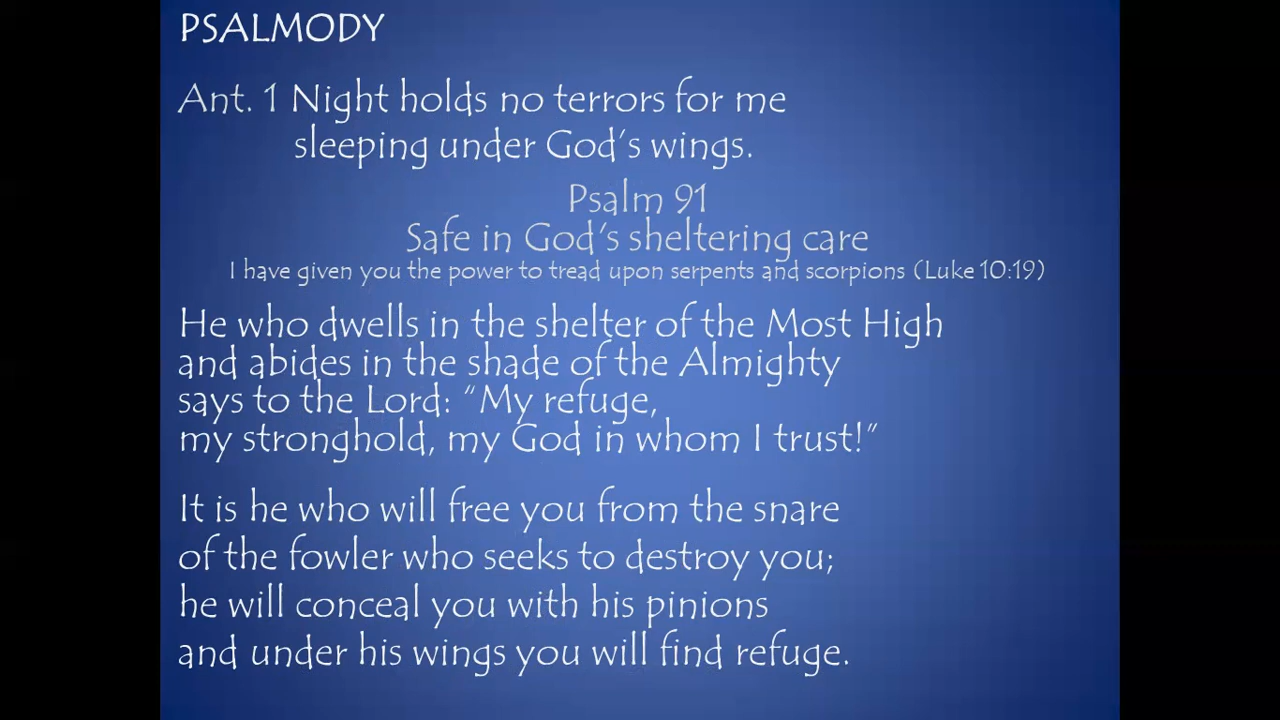 PSALMODY
Ant. 1 Night holds no terrors for me
sleeping under God's wings.
Psalm 91
Safe in God's sheltering care
I have given you the power to tread upon serpents and scorpions (Luke 10:19)
He who dwells in the shelter of the Most High
and abides in the shade of the Almighty
says to the Lord: “My refuge,
my stronghold, my God in whom I trust!”
It is he who will free you from the snare
of the fowler who seeks to destroy you;
he will conceal you with his pinions
and under his wings you will find refuge.